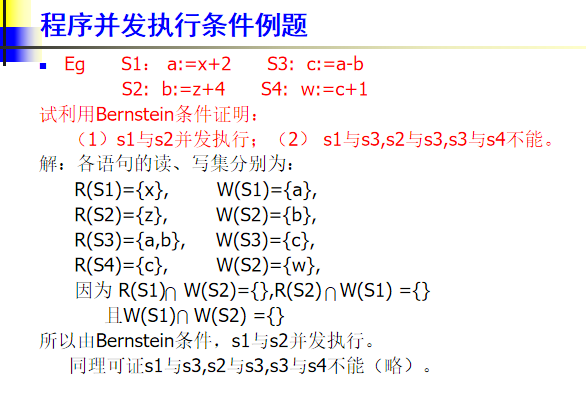 程序并发执行条件例题
Eg S1： a:=x+2 S3: c:=a-b
S2: b:=z+4 S4: w:=c+1
试利用Bernstein条件证明：
（1）s1与s2并发执行；（2） s1与s3,s2与s3,s3与s4不能。
解：各语句的读、写集分别为：
R(S1)={x}, W(S1)={a},
R(S2)={z}, W(S2)={b},
R(S3)={a,b}, W(S3)={c},
R(S4)={c}, W(S2)={w},
因为 R(S1)∩ W(S2)={},R(S2)∩W(S1) ={}
且W(S1)∩ W(S2) ={}
所以由Bernstein条件，s1与s2并发执行。
同理可证s1与s3,s2与s3,s3与s4不能（略）。